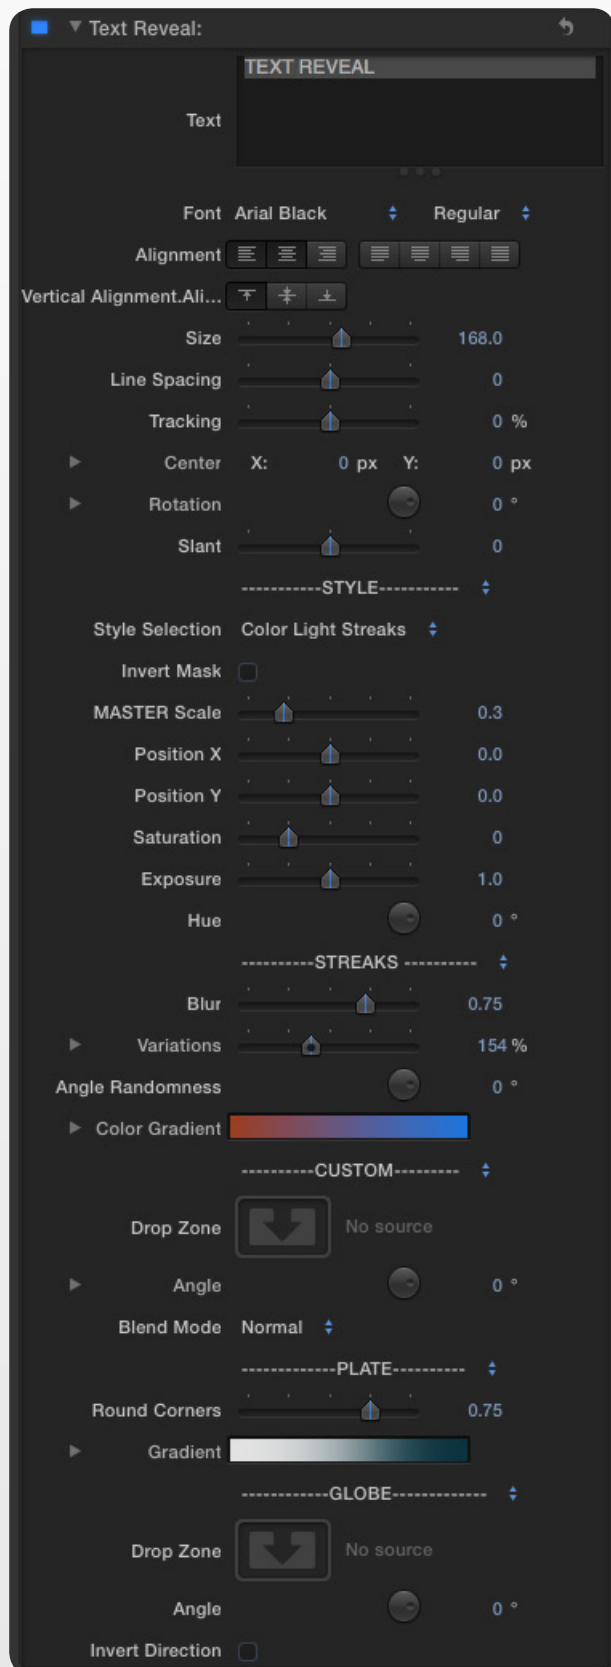 Text Reveal:
TEXT REVEAL
Text
Font Arial Black Regular
Alignment
Vertical Alignment.Ali...
Size 168.0
Line Spacing 0
Tracking 0 %
Center X: 0 px Y: 0 px
Rotation 0 °
Slant 0
-----------STYLE-----------
Style Selection Color Light Streaks
Invert Mask
MASTER Scale 0.3
Position X 0.0
Position Y 0.0
Saturation 0
Exposure 1.0
Hue 0 °
----------STREAKS ----------
Blur 0.75
Variations 154 %
Angle Randomness 0 °
Color Gradient
----------CUSTOM---------
Drop Zone No source
Angle 0 °
Blend Mode Normal
-------------PLATE----------
Round Corners 0.75
Gradient
------------GLOBE-------------
Drop Zone No source
Angle 0 °
Invert Direction